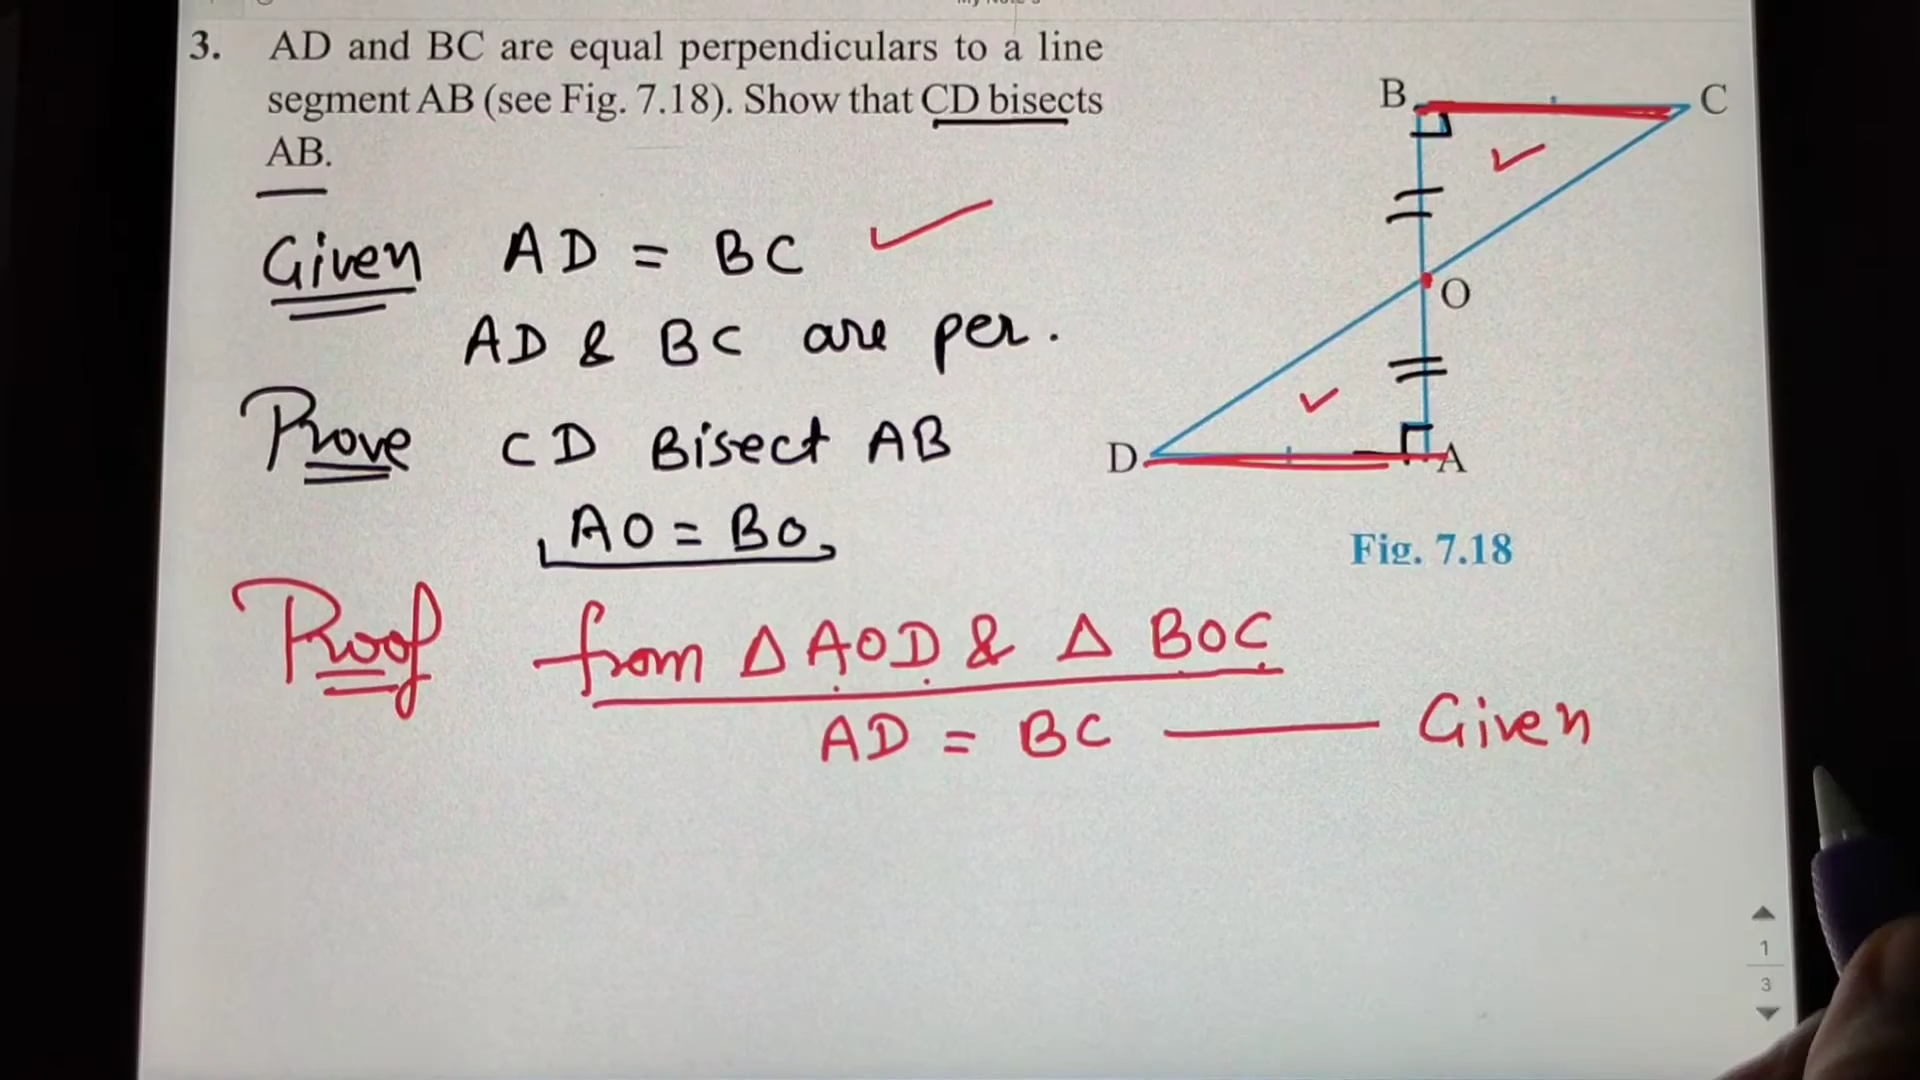 3. AD and BC are equal perpendiculars to a line
segment AB (see Fig. 7.18). Show that CD bisects
AB.
Given AD = BC
AD & BC are per.
Prove CD Bisect AB
AO = BO
Proof from Δ AOD & Δ BOC
AD = BC — Given
B C
O
D A
Fig. 7.18
1
3